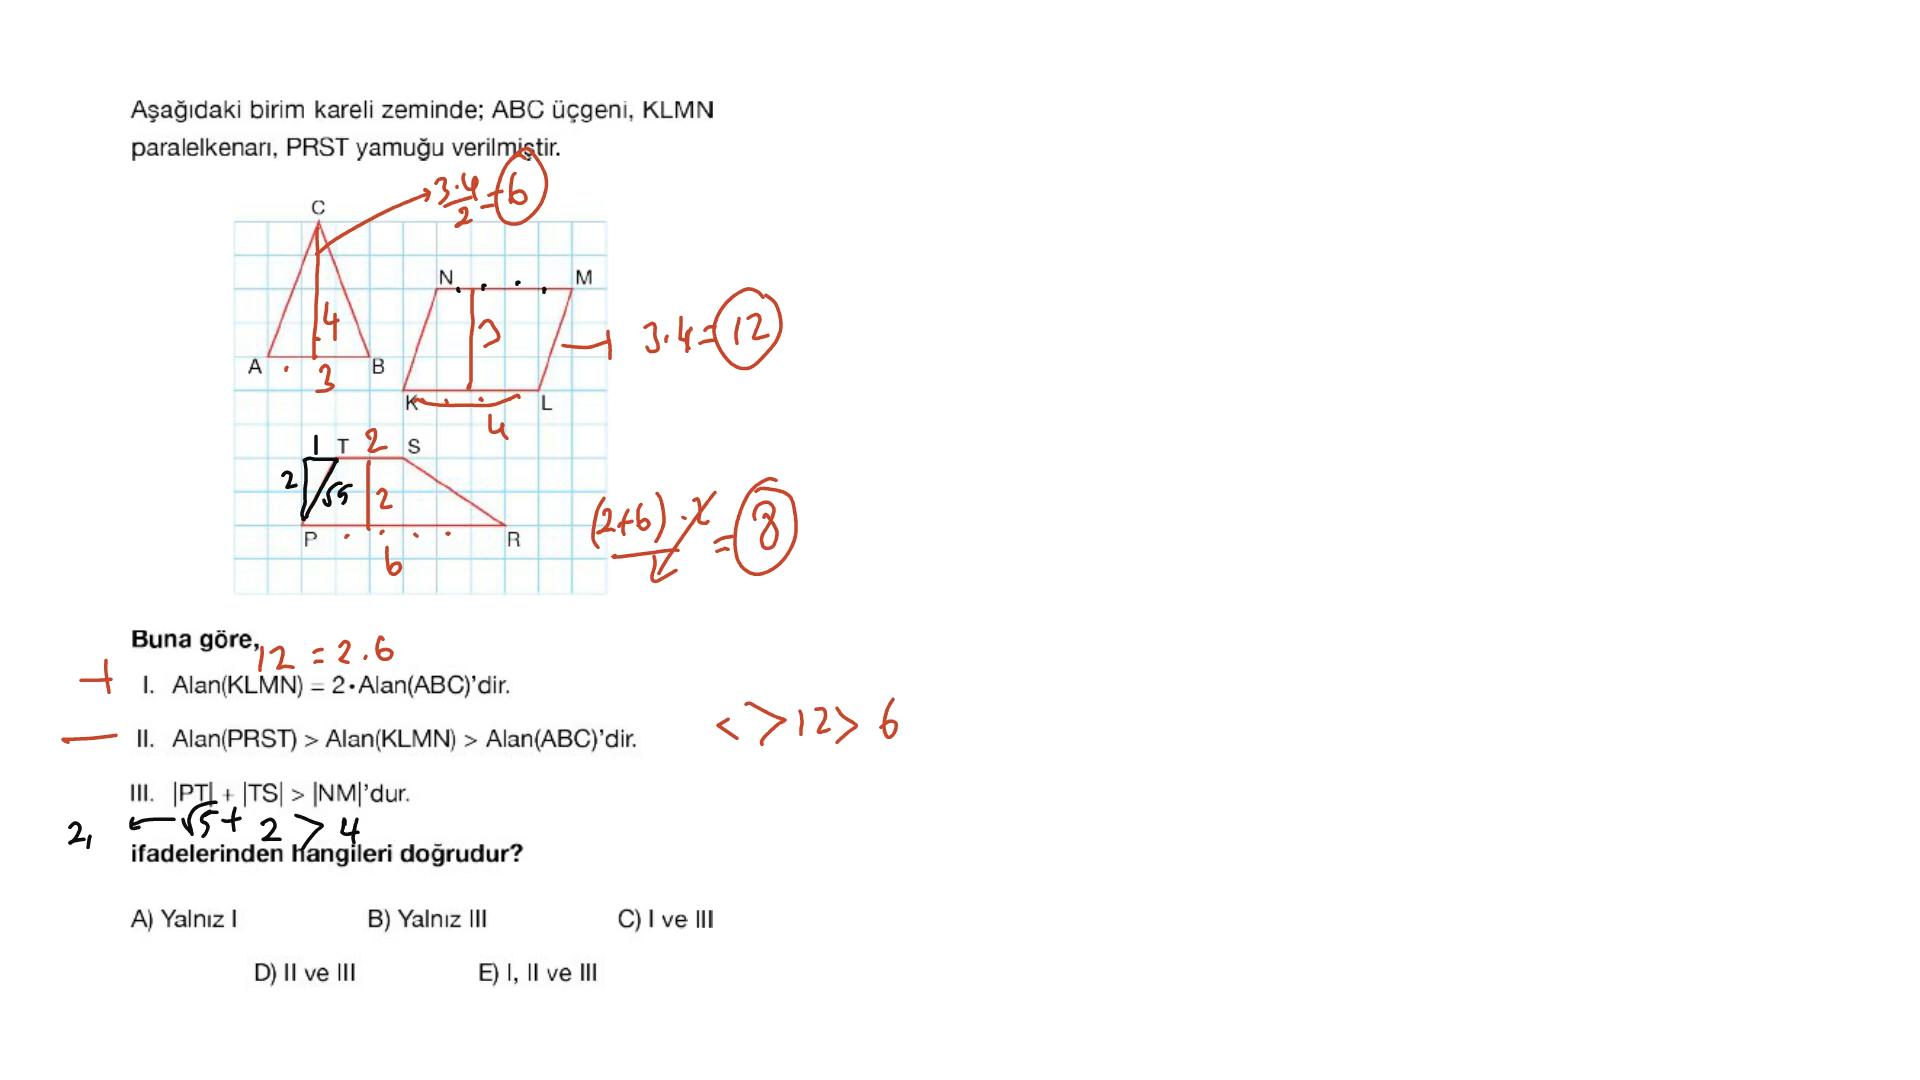 Aşağıdaki birim kareli zeminde; ABC üçgeni, KLMN
paralelkenarı, PRST yamuğu verilmiştir.
3.4/2 = 6
C
N M
4
3
3.4 = 12
A B
3
K L
4
1 T 2 S
2 √5 2
(2+6).2/2 = 8
P R
6
Buna göre,
12 = 2.6
I. Alan(KLMN) = 2•Alan(ABC)'dir.
< > 12 > 6
II. Alan(PRST) > Alan(KLMN) > Alan(ABC)'dir.
III. |PT| + |TS| > |NM|'dur.
2, ← √5 + 2 > 4
ifadelerinden hangileri doğrudur?
A) Yalnız I B) Yalnız III C) I ve III
D) II ve III E) I, II ve III